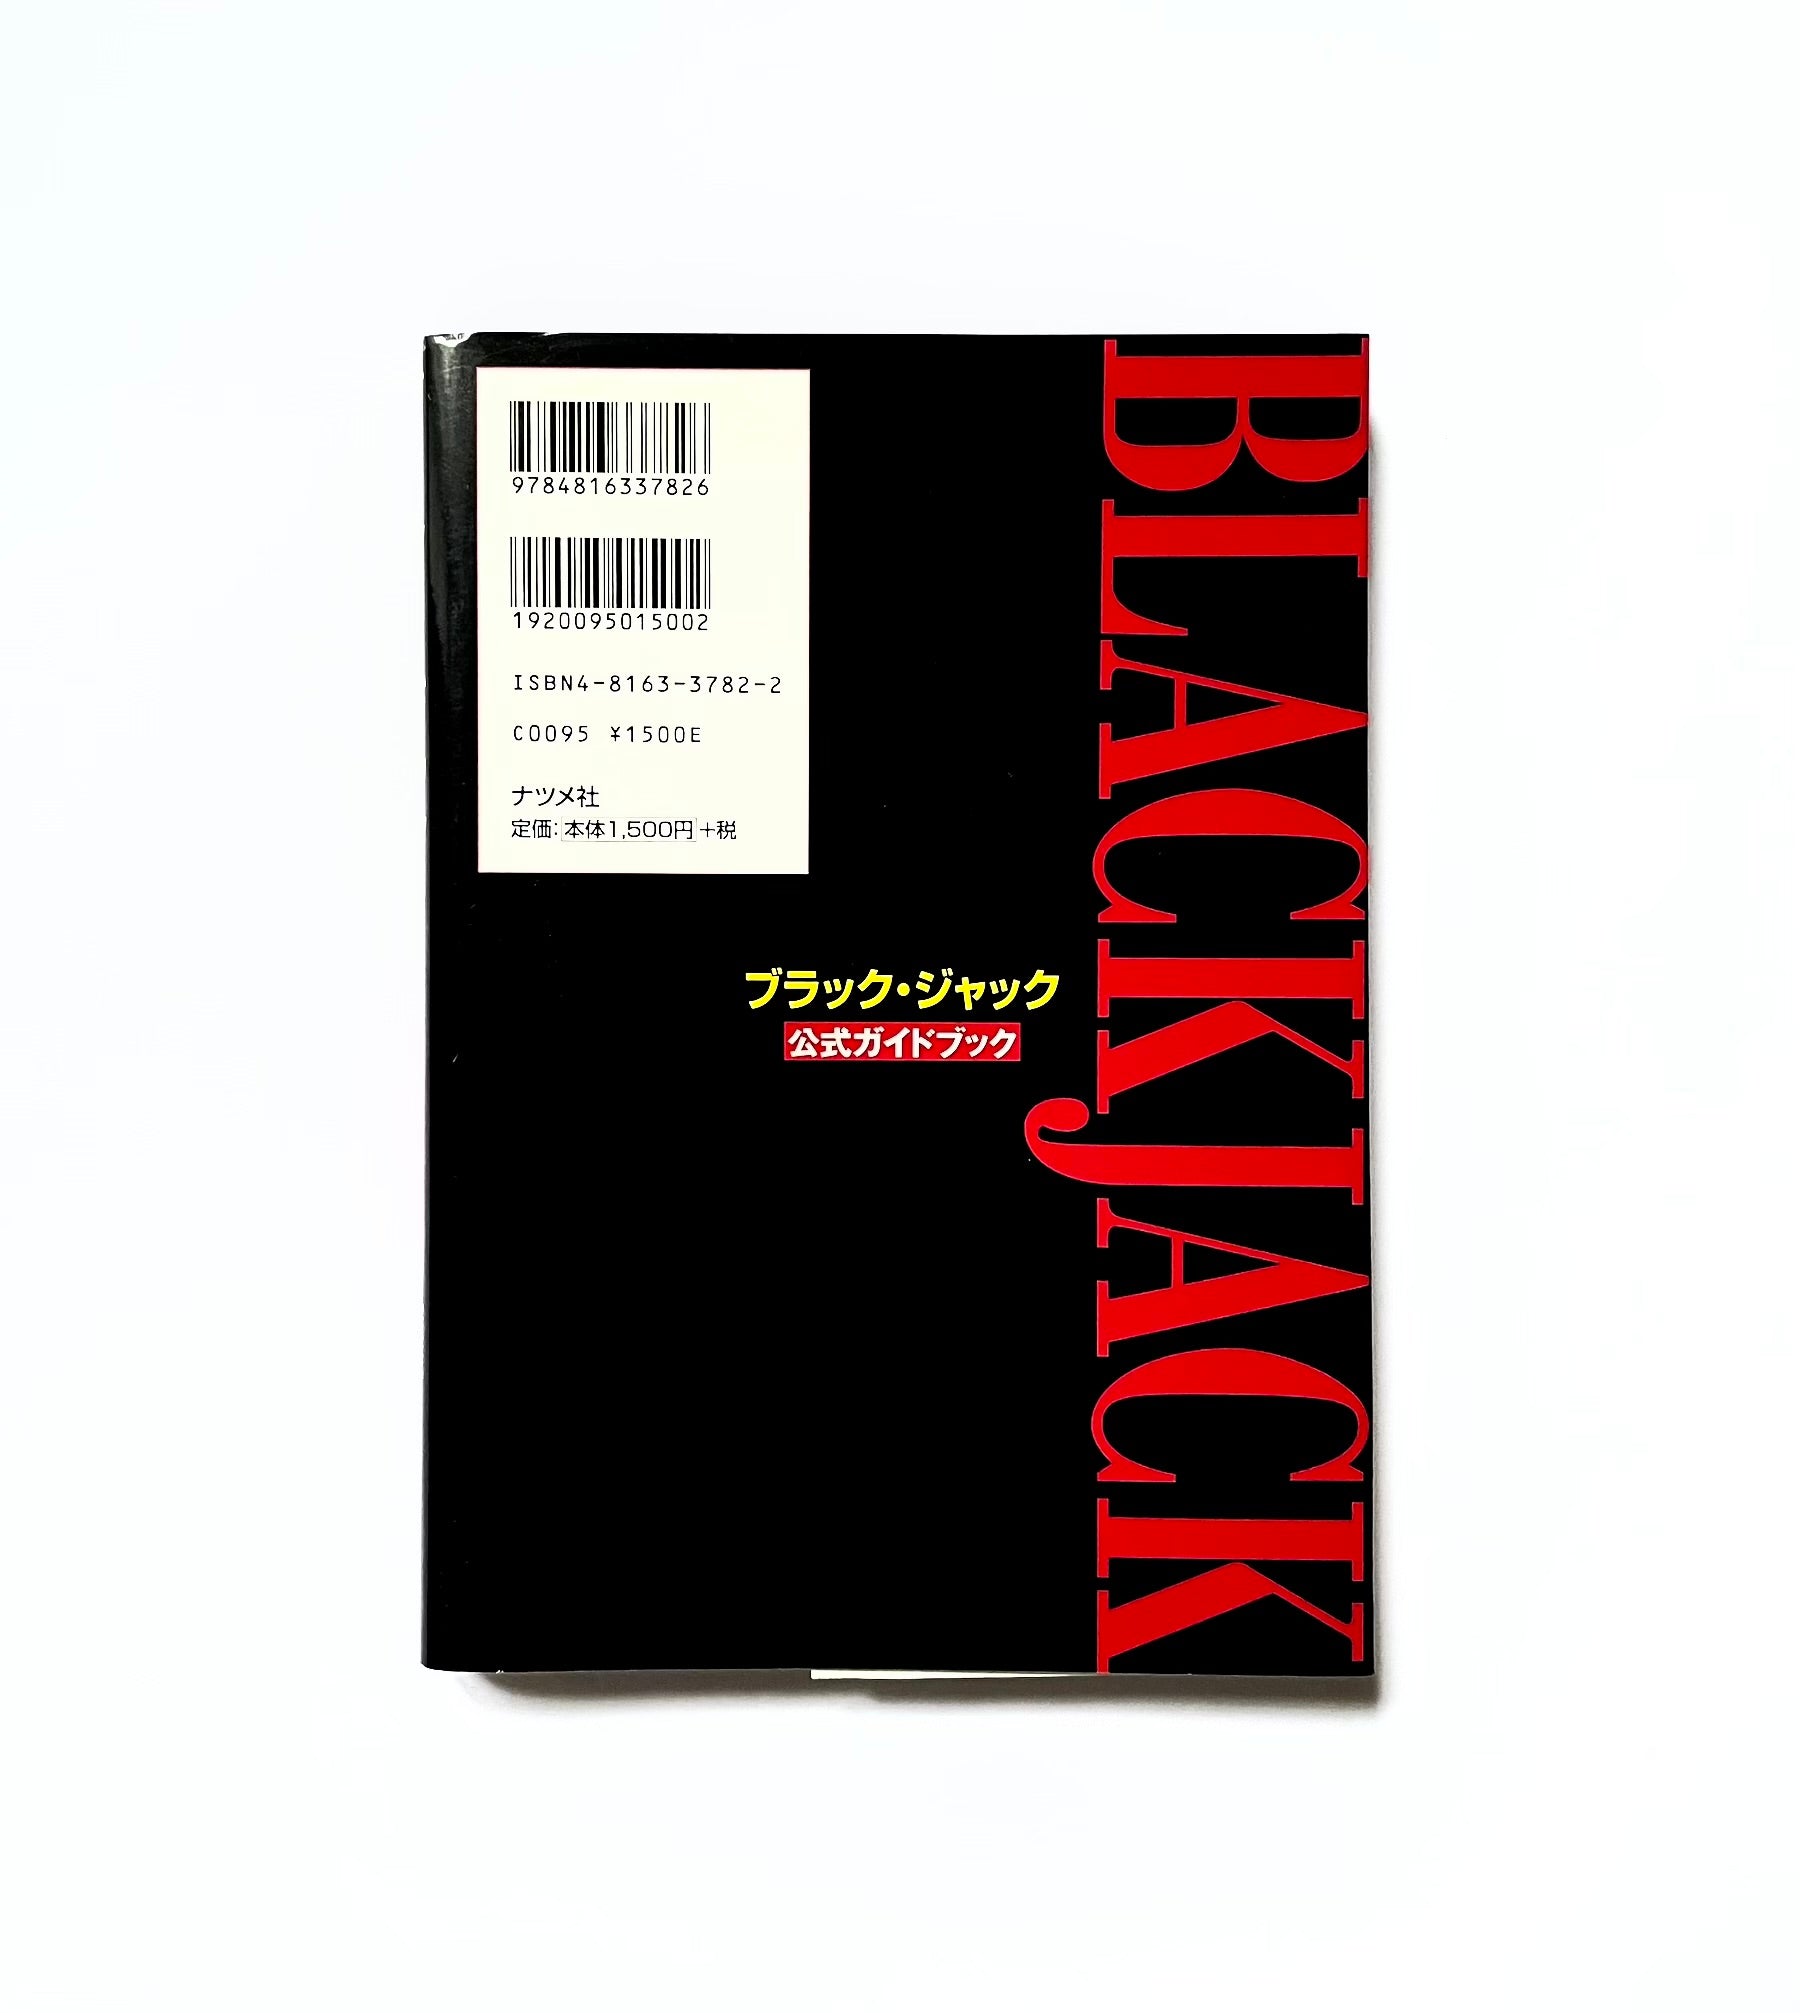 9784816337826
1920095015002
ISBN4-8163-3782-2
C0095 ¥1500E
ナツメ社
定価:本体1,500円+税
ブラック・ジャック
公式ガイドブック
BLACKJACK